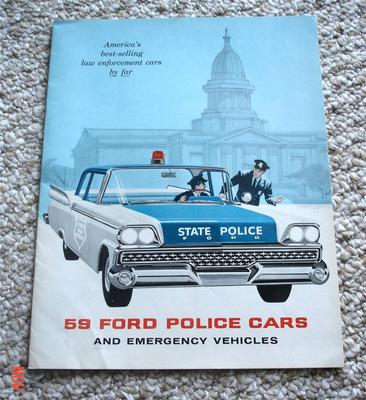 America's
best-selling
law enforcement cars
by far
STATE POLICE
FORD
59 FORD POLICE CARS
AND EMERGENCY VEHICLES